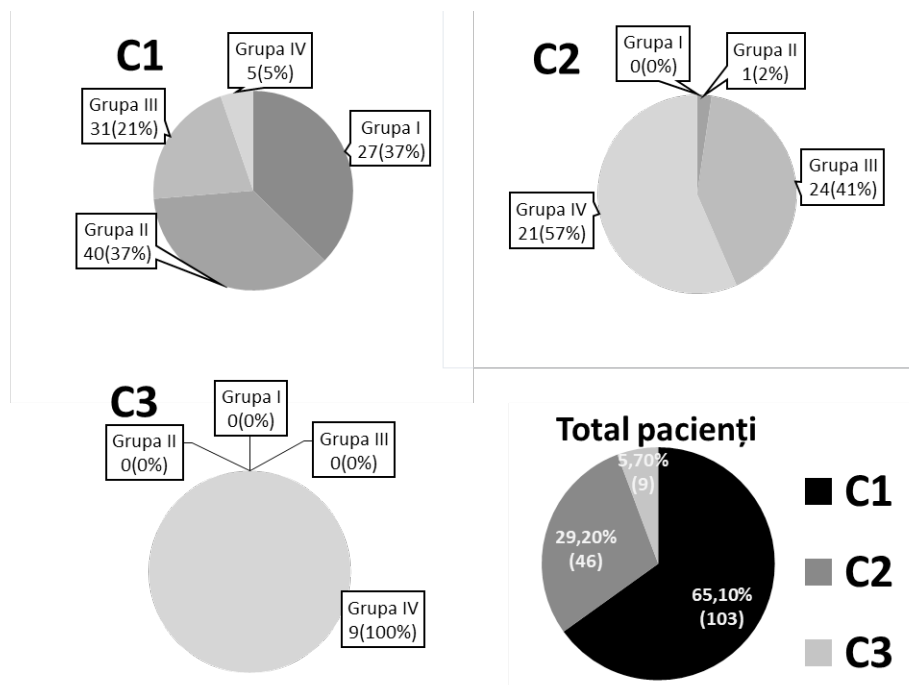 C1
Grupa IV
5(5%)
Grupa III
31(21%)
Grupa I
27(37%)
Grupa II
40(37%)
C2
Grupa I
0(0%)
Grupa II
1(2%)
Grupa III
24(41%)
Grupa IV
21(57%)
C3
Grupa I
0(0%)
Grupa II
0(0%)
Grupa III
0(0%)
Grupa IV
9(100%)
Total pacienți
5,70%
(9)
29,20%
(46)
65,10%
(103)
C1
C2
C3